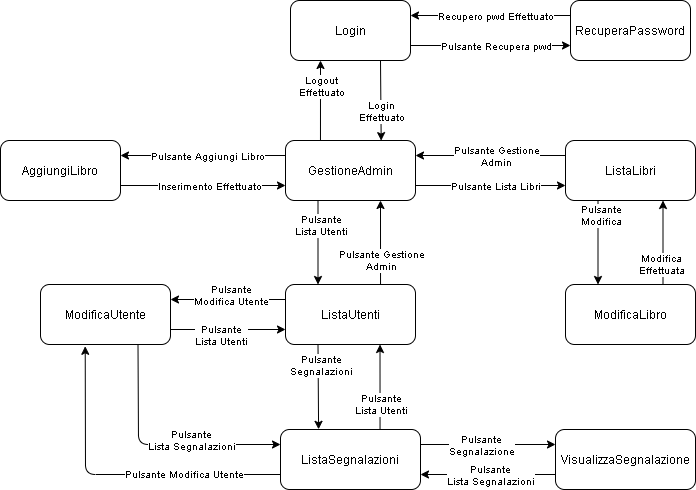 Login
Recupero pwd Effettuato
Pulsante Recupera pwd
RecuperaPassword
Logout
Effettuato
Login
Effettuato
AggiungiLibro
Pulsante Aggiungi Libro
Inserimento Effettuato
GestioneAdmin
Pulsante Gestione
Admin
Pulsante Lista Libri
ListaLibri
Pulsante
Lista Utenti
Pulsante Gestione
Admin
Pulsante
Modifica
Modifica
Effettuata
ModificaUtente
Pulsante
Modifica Utente
Pulsante
Lista Utenti
ListaUtenti
ModificaLibro
Pulsante
Segnalazioni
Pulsante
Lista Utenti
Pulsante
Lista Segnalazioni
Pulsante Modifica Utente
ListaSegnalazioni
Pulsante
Segnalazione
Pulsante
Lista Segnalazioni
VisualizzaSegnalazione